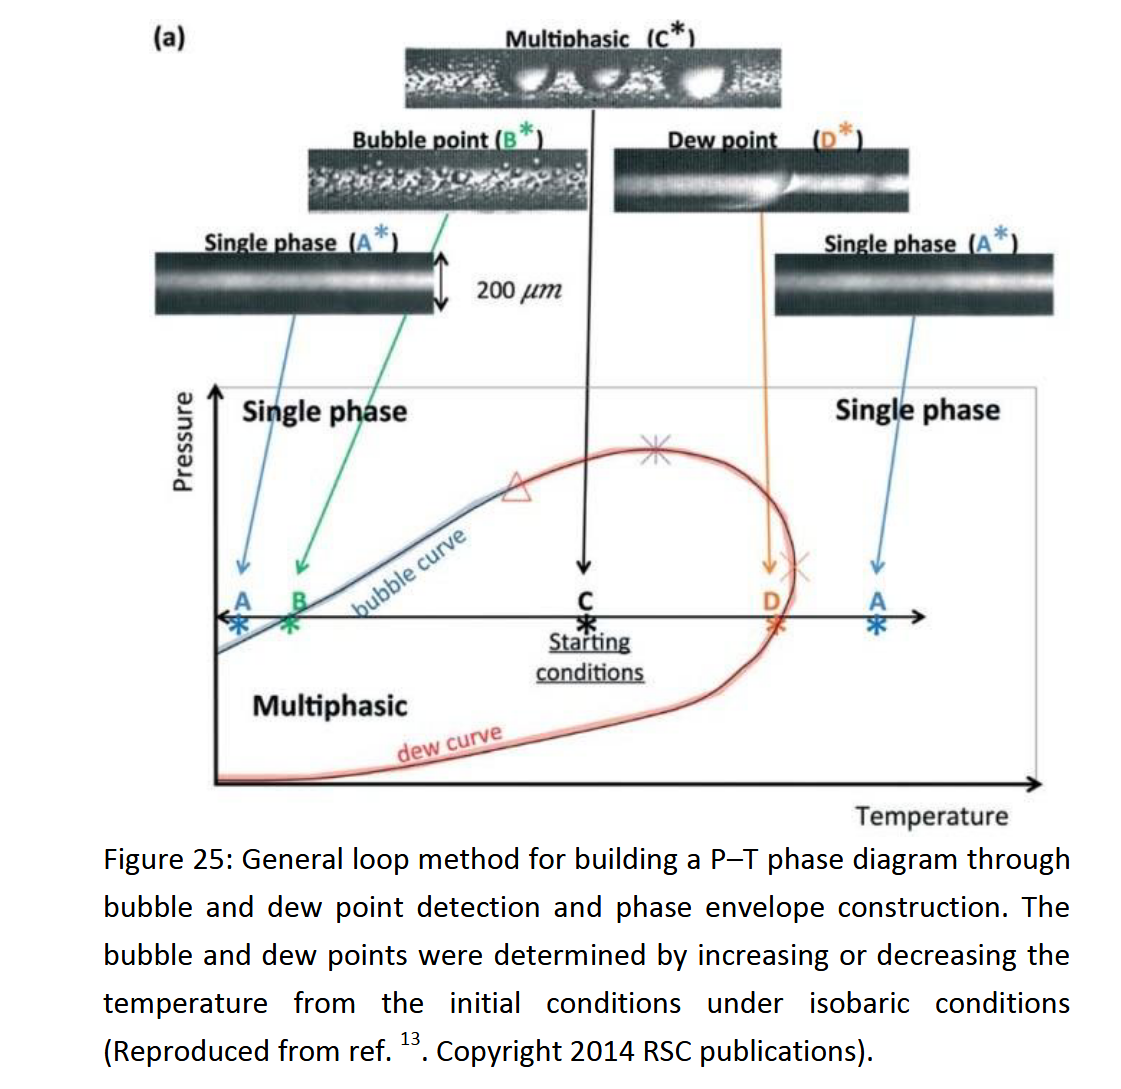 (a)
Multiphasic (C*)
Bubble point (B*)
Dew point (D*)
Single phase (A*)
Single phase (A*)
200 μm
Pressure
Single phase
Single phase
bubble curve
A
B
C
D
A
Starting
conditions
Multiphasic
dew curve
Temperature
Figure 25: General loop method for building a P–T phase diagram through
bubble and dew point detection and phase envelope construction. The
bubble and dew points were determined by increasing or decreasing the
temperature from the initial conditions under isobaric conditions
(Reproduced from ref. 13. Copyright 2014 RSC publications).